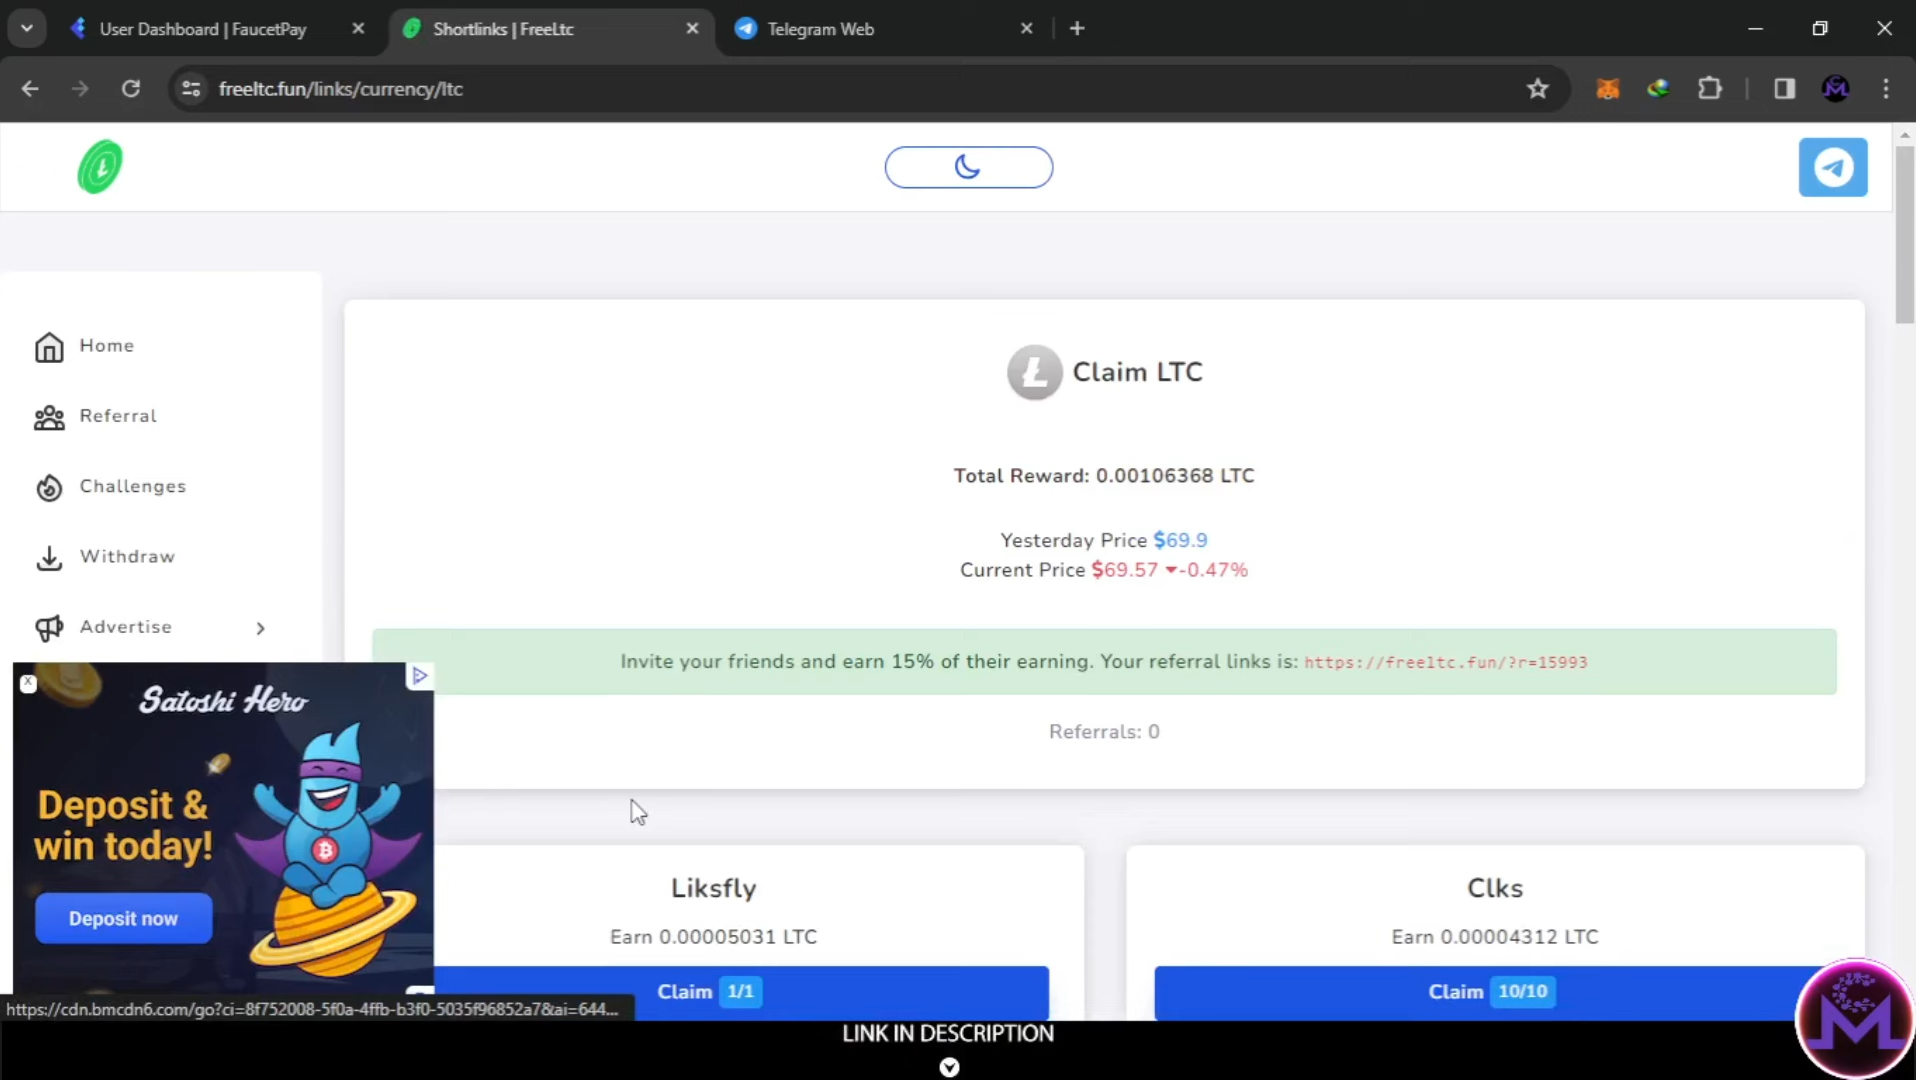 User Dashboard | FaucetPay
Shortlinks | FreeLtc
Telegram Web
freeltc.fun/links/currency/ltc
Home
Referral
Challenges
Withdraw
Advertise
Claim LTC
Total Reward: 0.00106368 LTC
Yesterday Price $69.9
Current Price $69.57 -0.47%
Invite your friends and earn 15% of their earning. Your referral links is: https://freeltc.fun/?r=15993
Referrals: 0
X
Satoshi Hero
Deposit &
win today!
Deposit now
Liksfly
Earn 0.00005031 LTC
Claim 1/1
Clks
Earn 0.00004312 LTC
Claim 10/10
https://cdn.bmcdn6.com/go?ci=8f752008-5f0a-4ffb-b3f0-5035f96852a7&ai=644...
LINK IN DESCRIPTION